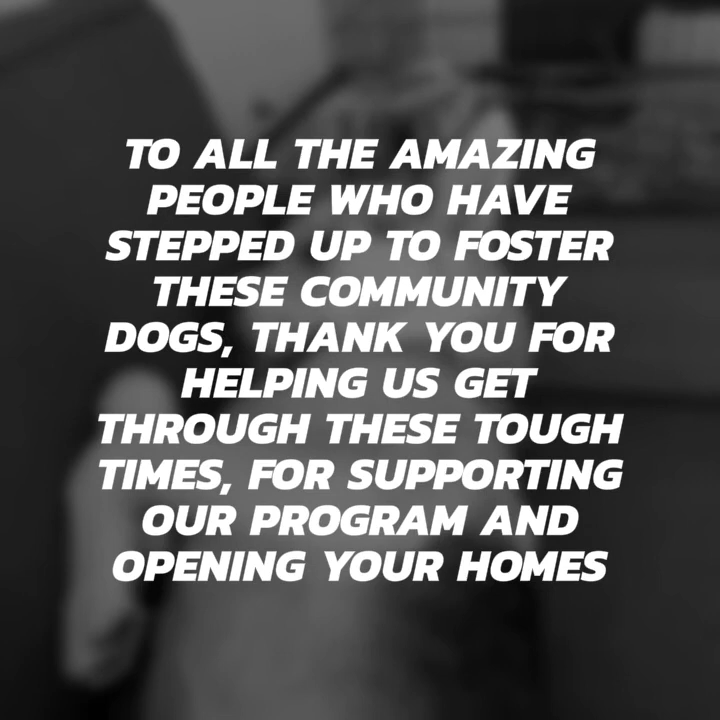 TO ALL THE AMAZING
PEOPLE WHO HAVE
STEPPED UP TO FOSTER
THESE COMMUNITY
DOGS, THANK YOU FOR
HELPING US GET
THROUGH THESE TOUGH
TIMES, FOR SUPPORTING
OUR PROGRAM AND
OPENING YOUR HOMES